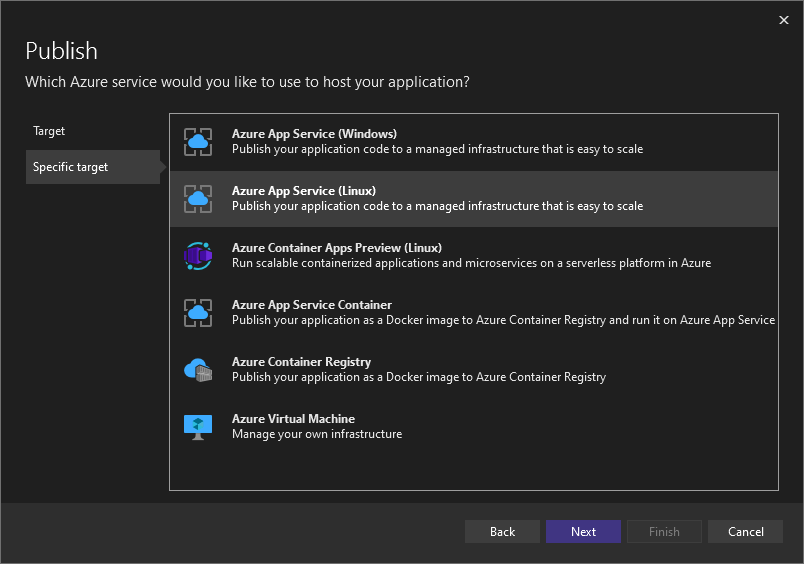 Publish
Which Azure service would you like to use to host your application?
Target
Specific target
Azure App Service (Windows)
Publish your application code to a managed infrastructure that is easy to scale
Azure App Service (Linux)
Publish your application code to a managed infrastructure that is easy to scale
Azure Container Apps Preview (Linux)
Run scalable containerized applications and microservices on a serverless platform in Azure
Azure App Service Container
Publish your application as a Docker image to Azure Container Registry and run it on Azure App Service
Azure Container Registry
Publish your application as a Docker image to Azure Container Registry
Azure Virtual Machine
Manage your own infrastructure
Back
Next
Finish
Cancel